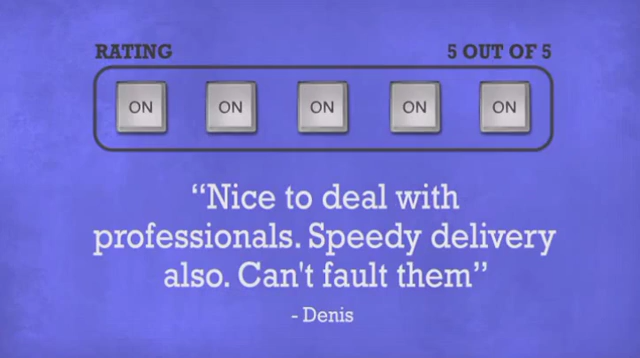 RATING 5 OUT OF 5
ON ON ON ON ON
“Nice to deal with
professionals. Speedy delivery
also. Can't fault them”
- Denis